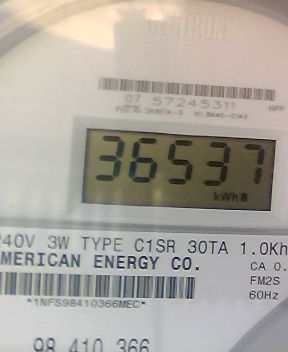 CENTRON
07 57245311
36537
kWh
240V 3W TYPE C1SR 30TA 1.0Kh
AMERICAN ENERGY CO.
CA 0.
FM2S
*1NFS98410366MEC*
60Hz
98 410 366